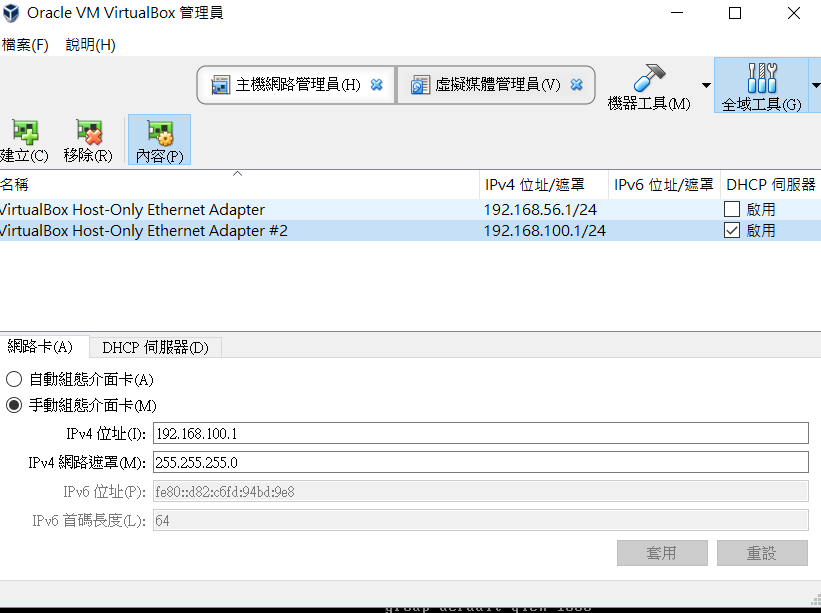 Oracle VM VirtualBox 管理員
檔案(F) 說明(H)
主機網路管理員(H) 虛擬媒體管理員(V) 機器工具(M) 全域工具(G)
建立(C) 移除(R) 內容(P)
名稱 IPv4 位址/遮罩 IPv6 位址/遮罩 DHCP 伺服器
VirtualBox Host-Only Ethernet Adapter 192.168.56.1/24 啟用
VirtualBox Host-Only Ethernet Adapter #2 192.168.100.1/24 啟用
網路卡(A) DHCP 伺服器(D)
自動組態介面卡(A)
手動組態介面卡(M)
IPv4 位址(I): 192.168.100.1
IPv4 網路遮罩(M): 255.255.255.0
IPv6 位址(P): fe80::d82:c6fd:94bd:9e8
IPv6 首碼長度(L): 64
套用 重設